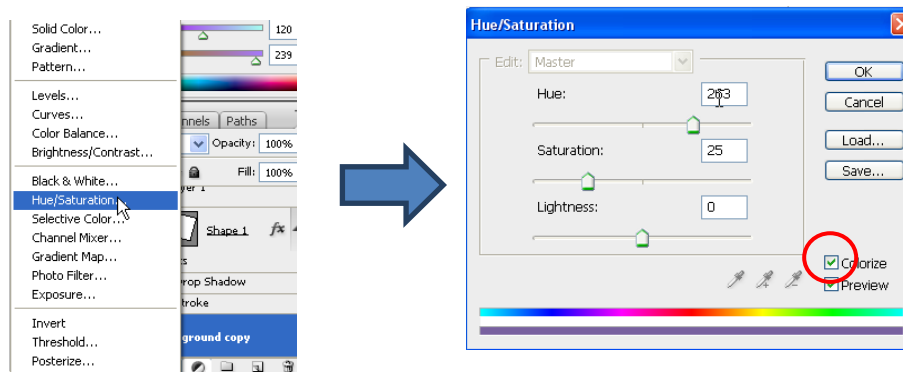 Solid Color...
Gradient...
Pattern...
Levels...
Curves...
Color Balance...
Brightness/Contrast...
Black & White...
Hue/Saturation...
Selective Color...
Channel Mixer...
Gradient Map...
Photo Filter...
Exposure...
Invert
Threshold...
Posterize...
120
239
nnels Paths
Opacity: 100%
Fill: 100%
yer 1
Shape 1 fx
ts
rop Shadow
troke
ground copy
Hue/Saturation
Edit: Master
Hue: 263
Saturation: 25
Lightness: 0
OK
Cancel
Load...
Save...
Colorize
Preview